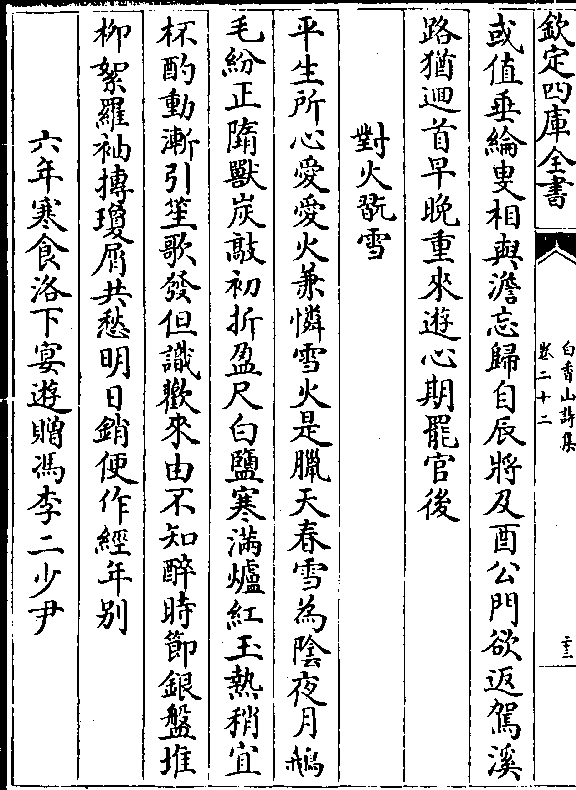 欽定四庫全書
白香山詩集
卷二十二
二十三
或值垂綸叟相與澹忘歸自辰將及酉公門欲返駕溪
路猶迴首早晚重來遊心期罷官後
對火翫雪
平生所心愛愛火兼憐雪火是臘天春雪為陰夜月鵝
毛紛正墮獸炭敲初折盈尺白鹽寒滿爐紅玉熱稍宜
杯酌動漸引笙歌發但識歡來由不知醉時節銀盤堆
柳絮羅袖摶瓊屑共愁明日銷便作經年别
六年寒食洛下宴遊贈馮李二少尹